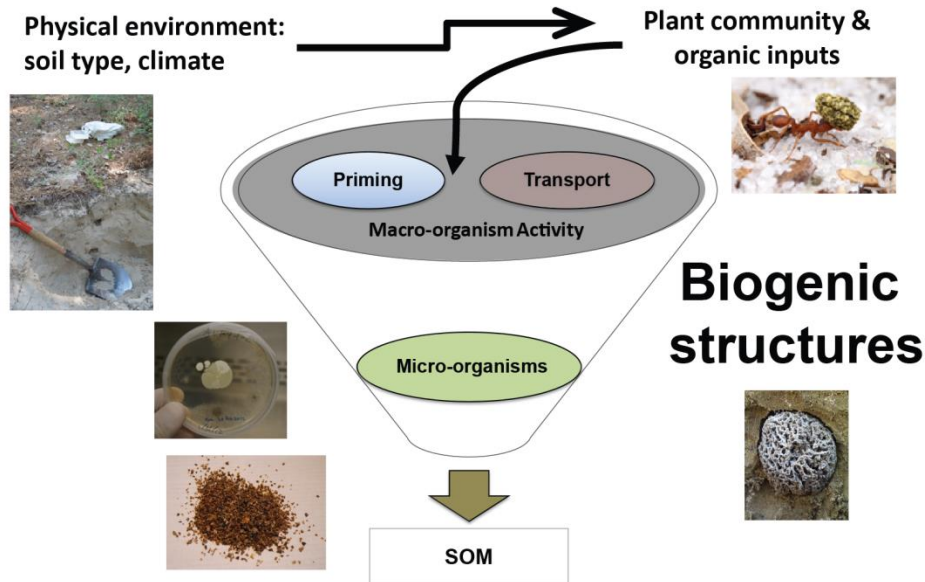 Physical environment:
soil type, climate
Plant community &
organic inputs
Priming
Transport
Macro-organism Activity
Biogenic
structures
Micro-organisms
SOM